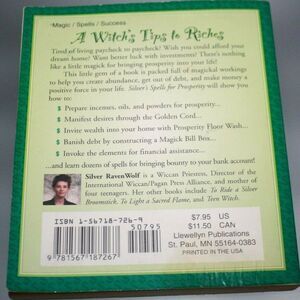 Magic / Spells / Success
A Witch's Tips to Riches
Tired of living paycheck to paycheck? Wish you could afford your
dream home? Want better luck with investments? There's nothing
like a little magick for bringing prosperity into your life!
This little gem of a book is packed full of magickal workings
to help you create abundance, get out of debt, and make money a
positive force in your life. Silver's Spells for Prosperity will show you
how to:
$ Prepare incenses, oils, and powders for prosperity...
$ Manifest desires through the Golden Cord...
$ Invite wealth into your home with Prosperity Floor Wash...
$ Banish debt by constructing a Magick Bill Box...
$ Invoke the elements for financial assistance...
...and learn dozens of spells for bringing bounty to your bank account!
Silver RavenWolf is a Wiccan Priestess, Director of the
International Wiccan/Pagan Press Alliance, and mother of
four teenagers. Her other books include To Ride a Silver
Broomstick, To Light a Sacred Flame, and Teen Witch.
ISBN 1-56718-726-9
50795
9 781567 187267
$7.95 US
$11.50 CAN
Llewellyn Publications
St. Paul, MN 55164-0383
PRINTED IN THE USA